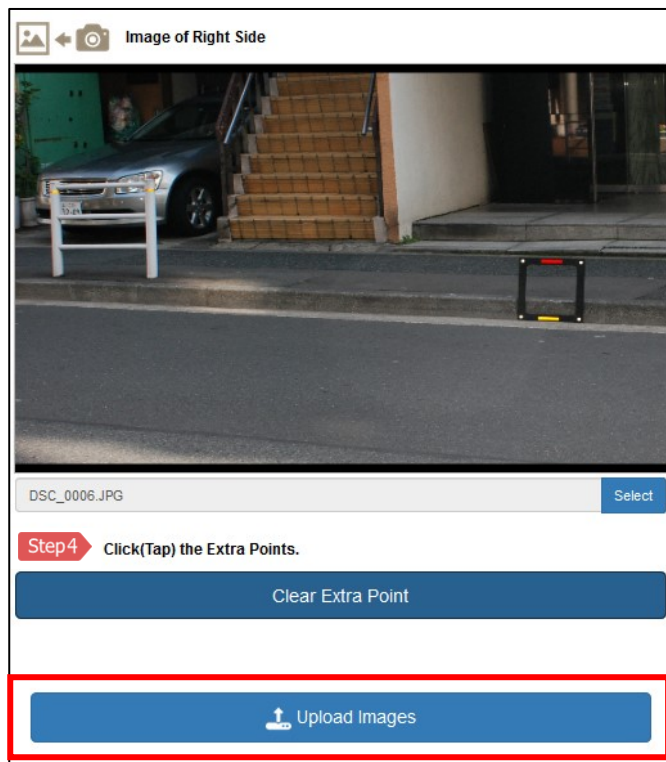 Image of Right Side
DSC_0006.JPG
Select
Step4
Click(Tap) the Extra Points.
Clear Extra Point
Upload Images